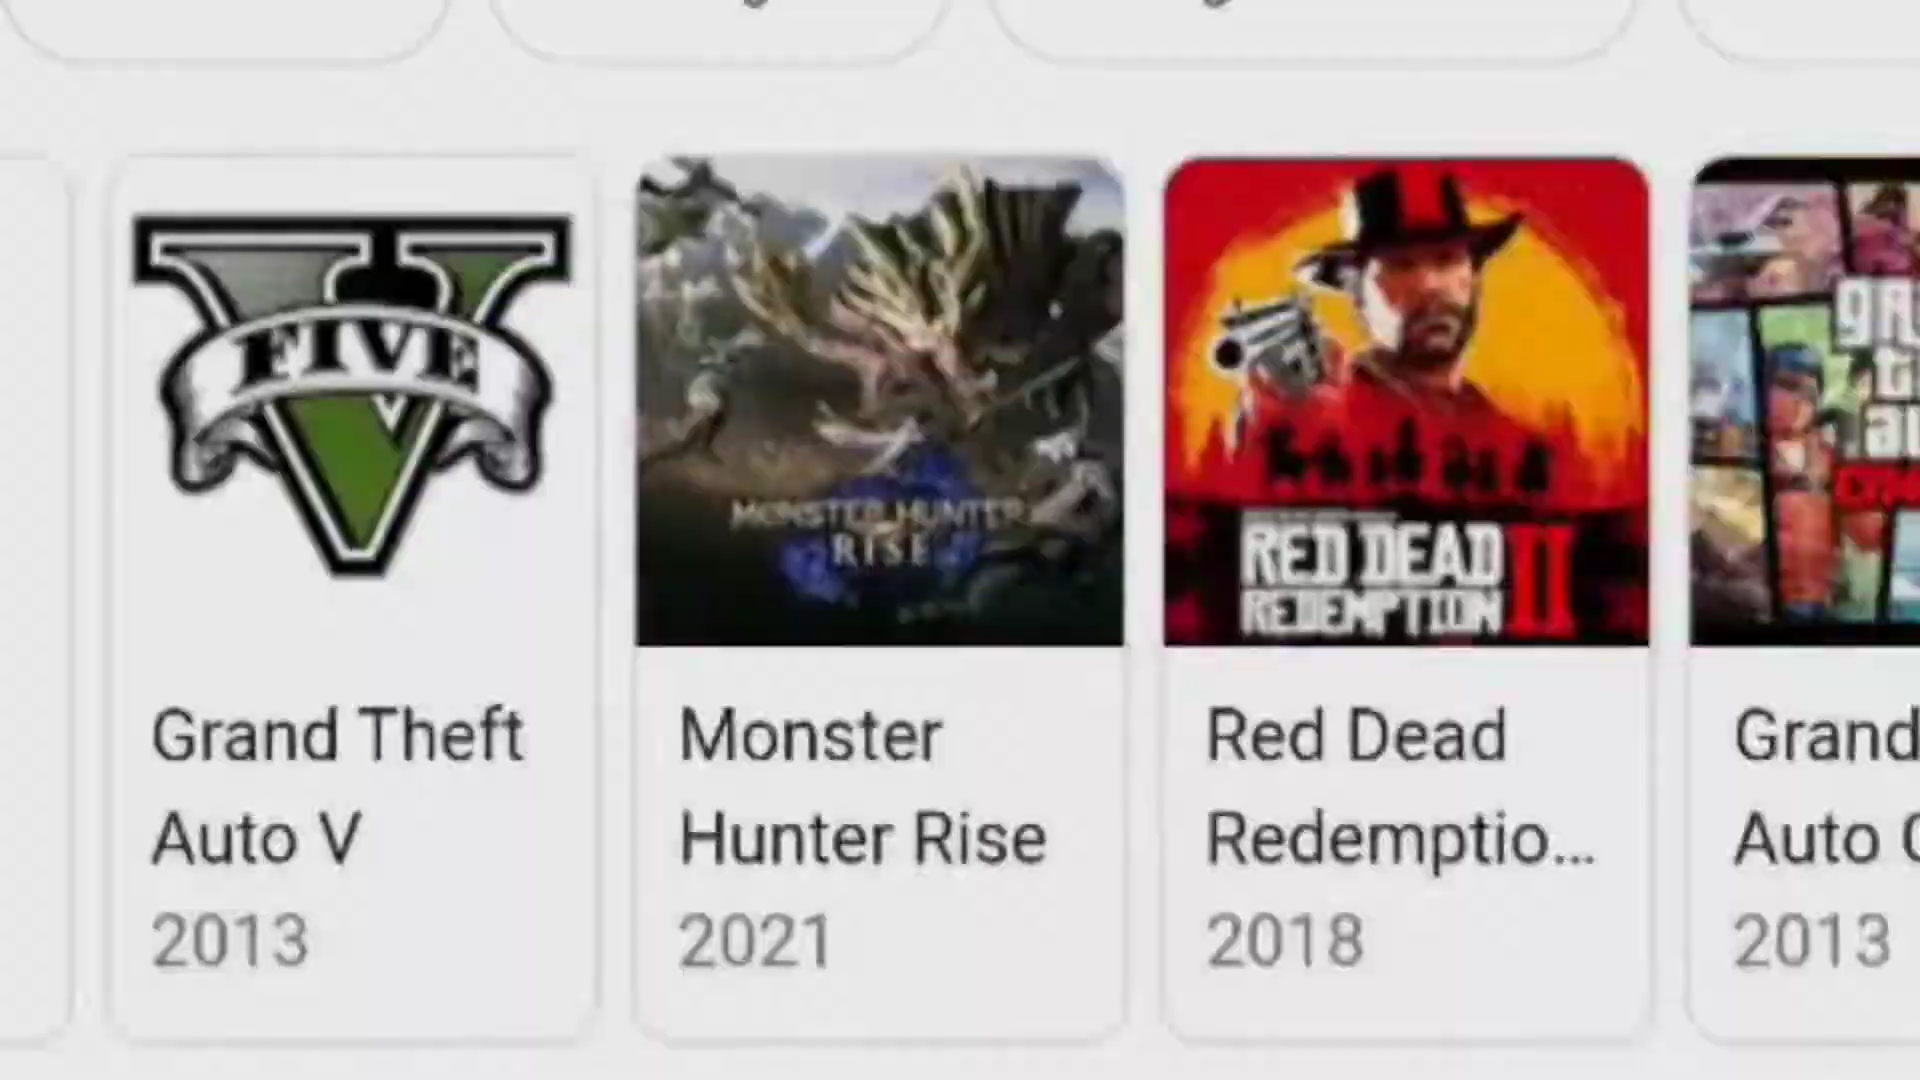 FIVE
MONSTER HUNTER
RISE
RED DEAD
REDEMPTION II
Grand Theft
Auto V
2013
Monster
Hunter Rise
2021
Red Dead
Redemptio...
2018
Grand
Auto
2013